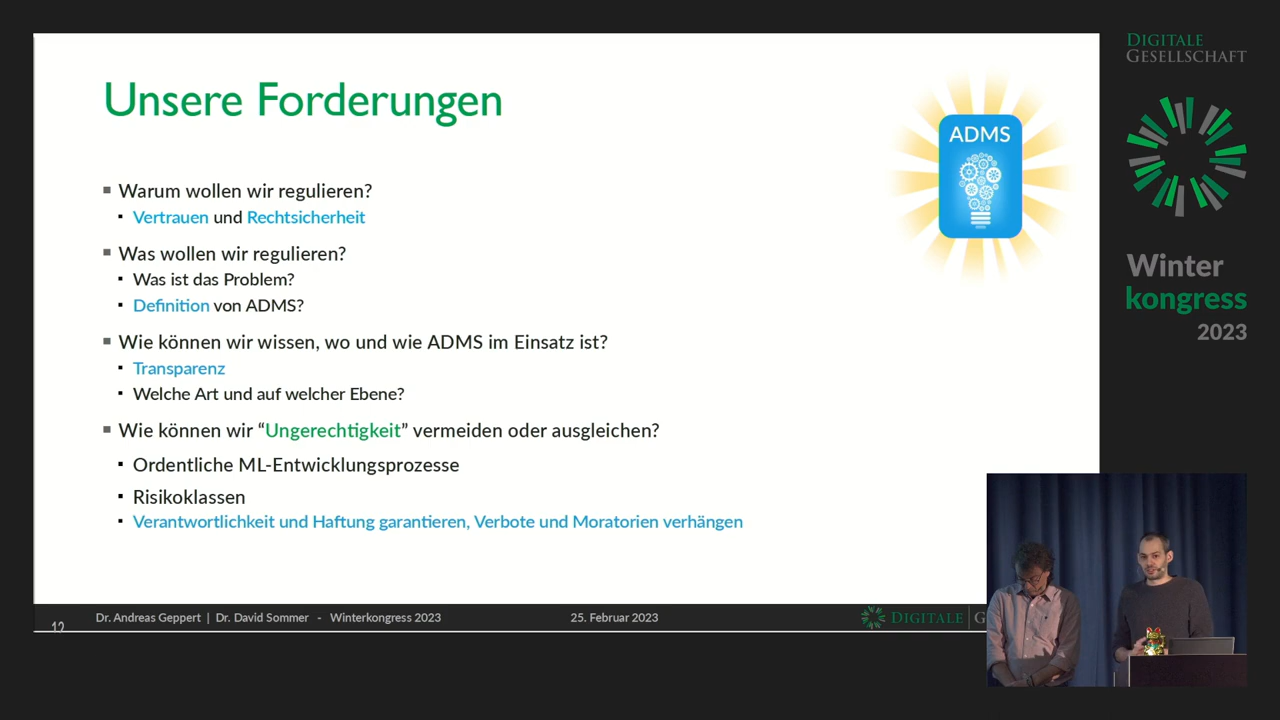 Unsere Forderungen
ADMS
Warum wollen wir regulieren?
Vertrauen und Rechtsicherheit
Was wollen wir regulieren?
Was ist das Problem?
Definition von ADMS?
Wie können wir wissen, wo und wie ADMS im Einsatz ist?
Transparenz
Welche Art und auf welcher Ebene?
Wie können wir “Ungerechtigkeit” vermeiden oder ausgleichen?
Ordentliche ML-Entwicklungsprozesse
Risikoklassen
Verantwortlichkeit und Haftung garantieren, Verbote und Moratorien verhängen
12
Dr. Andreas Geppert | Dr. David Sommer - Winterkongress 2023
25. Februar 2023
DIGITALE G
DIGITALE
GESELLSCHAFT
Winter
kongress
2023